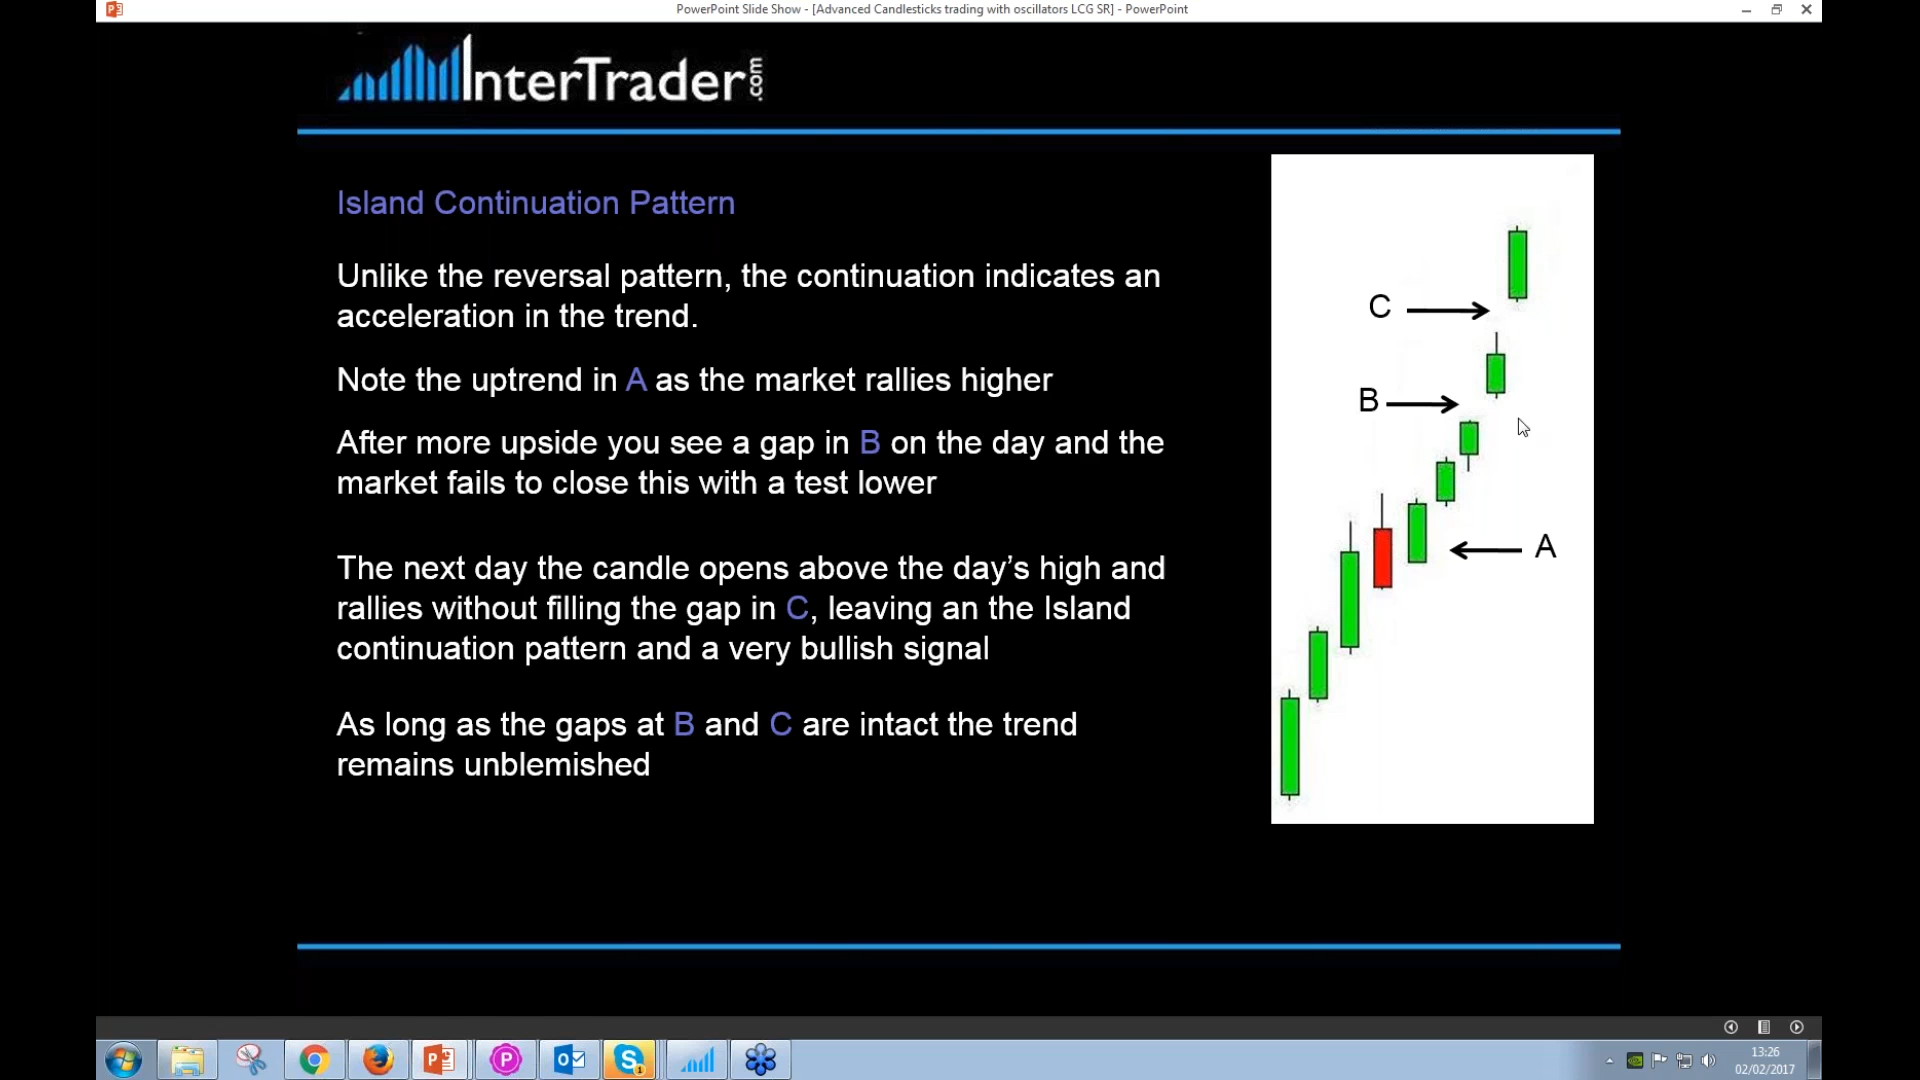 PowerPoint Slide Show - [Advanced Candlesticks trading with oscillators LCG SR] - PowerPoint
InterTrader.com
Island Continuation Pattern
Unlike the reversal pattern, the continuation indicates an
acceleration in the trend.
Note the uptrend in A as the market rallies higher
After more upside you see a gap in B on the day and the
market fails to close this with a test lower
The next day the candle opens above the day’s high and
rallies without filling the gap in C, leaving an the Island
continuation pattern and a very bullish signal
As long as the gaps at B and C are intact the trend
remains unblemished
C
B
A
13:26
02/02/2017